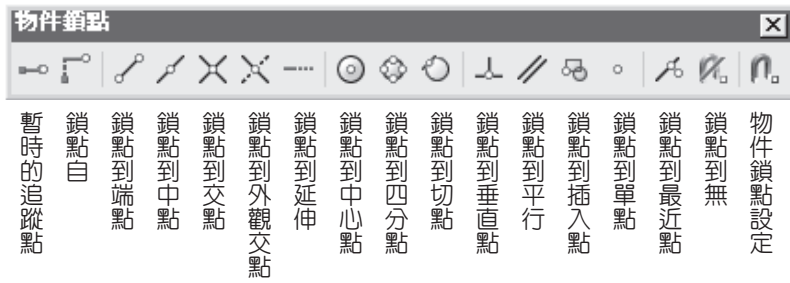 物件鎖點
暫時的追蹤點
鎖點自
鎖點到端點
鎖點到中點
鎖點到交點
鎖點到外觀交點
鎖點到延伸
鎖點到中心點
鎖點到四分點
鎖點到切點
鎖點到垂直點
鎖點到平行
鎖點到插入點
鎖點到單點
鎖點到最近點
鎖點到無
物件鎖點設定